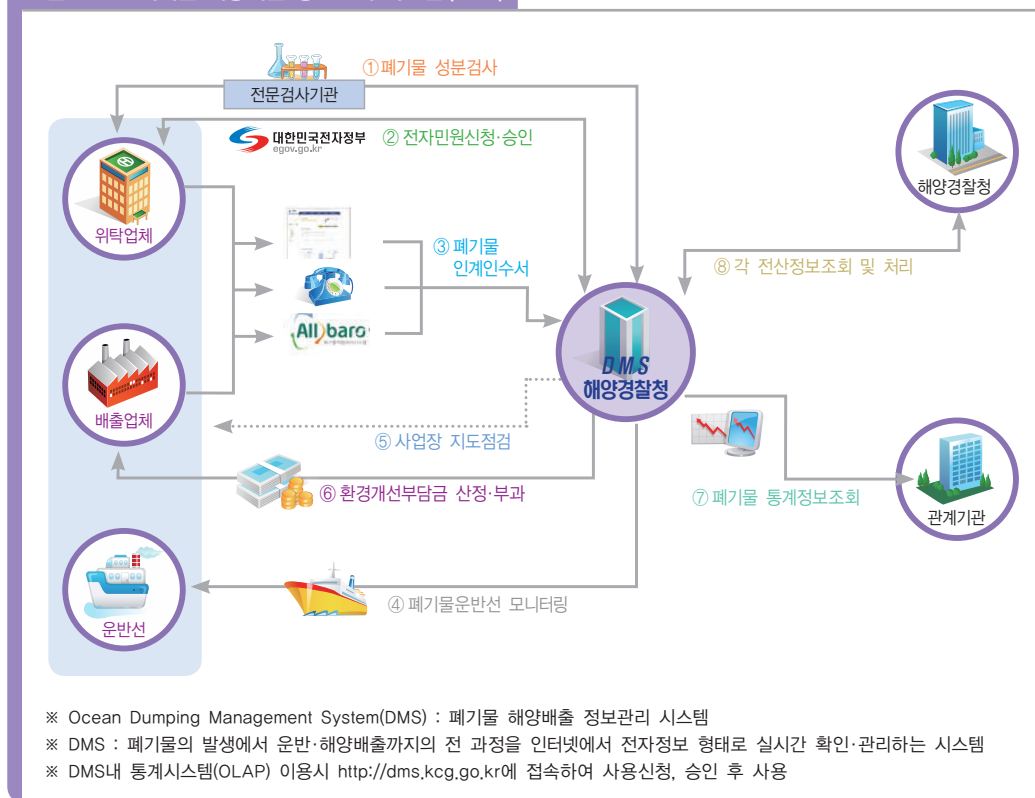 ①폐기물 성분검사
전문검사기관
대한민국전자정부
egov.go.kr
② 전자민원신청·승인
위탁업체
해양경찰청
③ 폐기물
인계인수서
⑧ 각 전산정보조회 및 처리
Allbaro
DMS
해양경찰청
배출업체
⑤ 사업장 지도점검
⑥ 환경개선부담금 산정·부과
⑦ 폐기물 통계정보조회
관계기관
④ 폐기물운반선 모니터링
운반선
※ Ocean Dumping Management System(DMS) : 폐기물 해양배출 정보관리 시스템
※ DMS : 폐기물의 발생에서 운반·해양배출까지의 전 과정을 인터넷에서 전자정보 형태로 실시간 확인·관리하는 시스템
※ DMS내 통계시스템(OLAP) 이용시 http://dms.kcg.go.kr에 접속하여 사용신청, 승인 후 사용